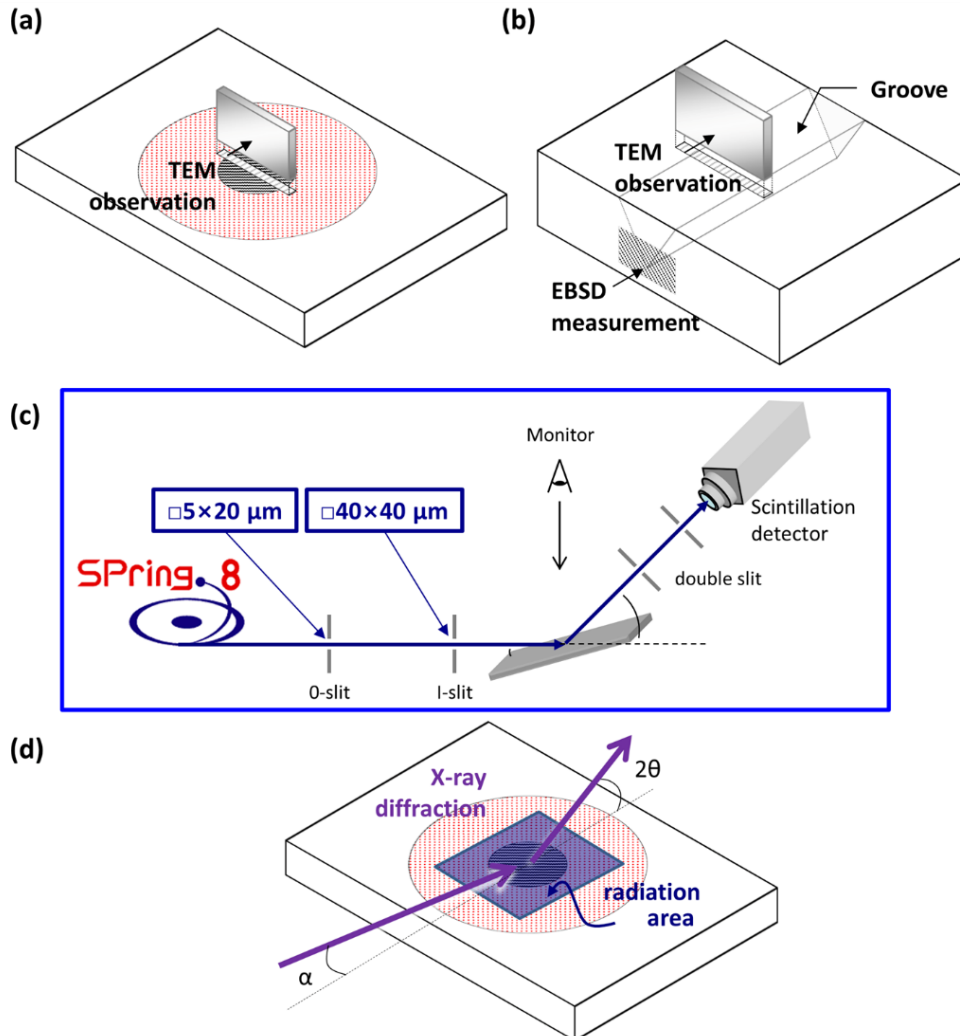 (a)
TEM
observation
(b)
Groove
TEM
observation
EBSD
measurement
(c)
Monitor
□5×20 μm
□40×40 μm
Scintillation
detector
SPring.8
double slit
0-slit
I-slit
(d)
X-ray
diffraction
2θ
radiation
area
α